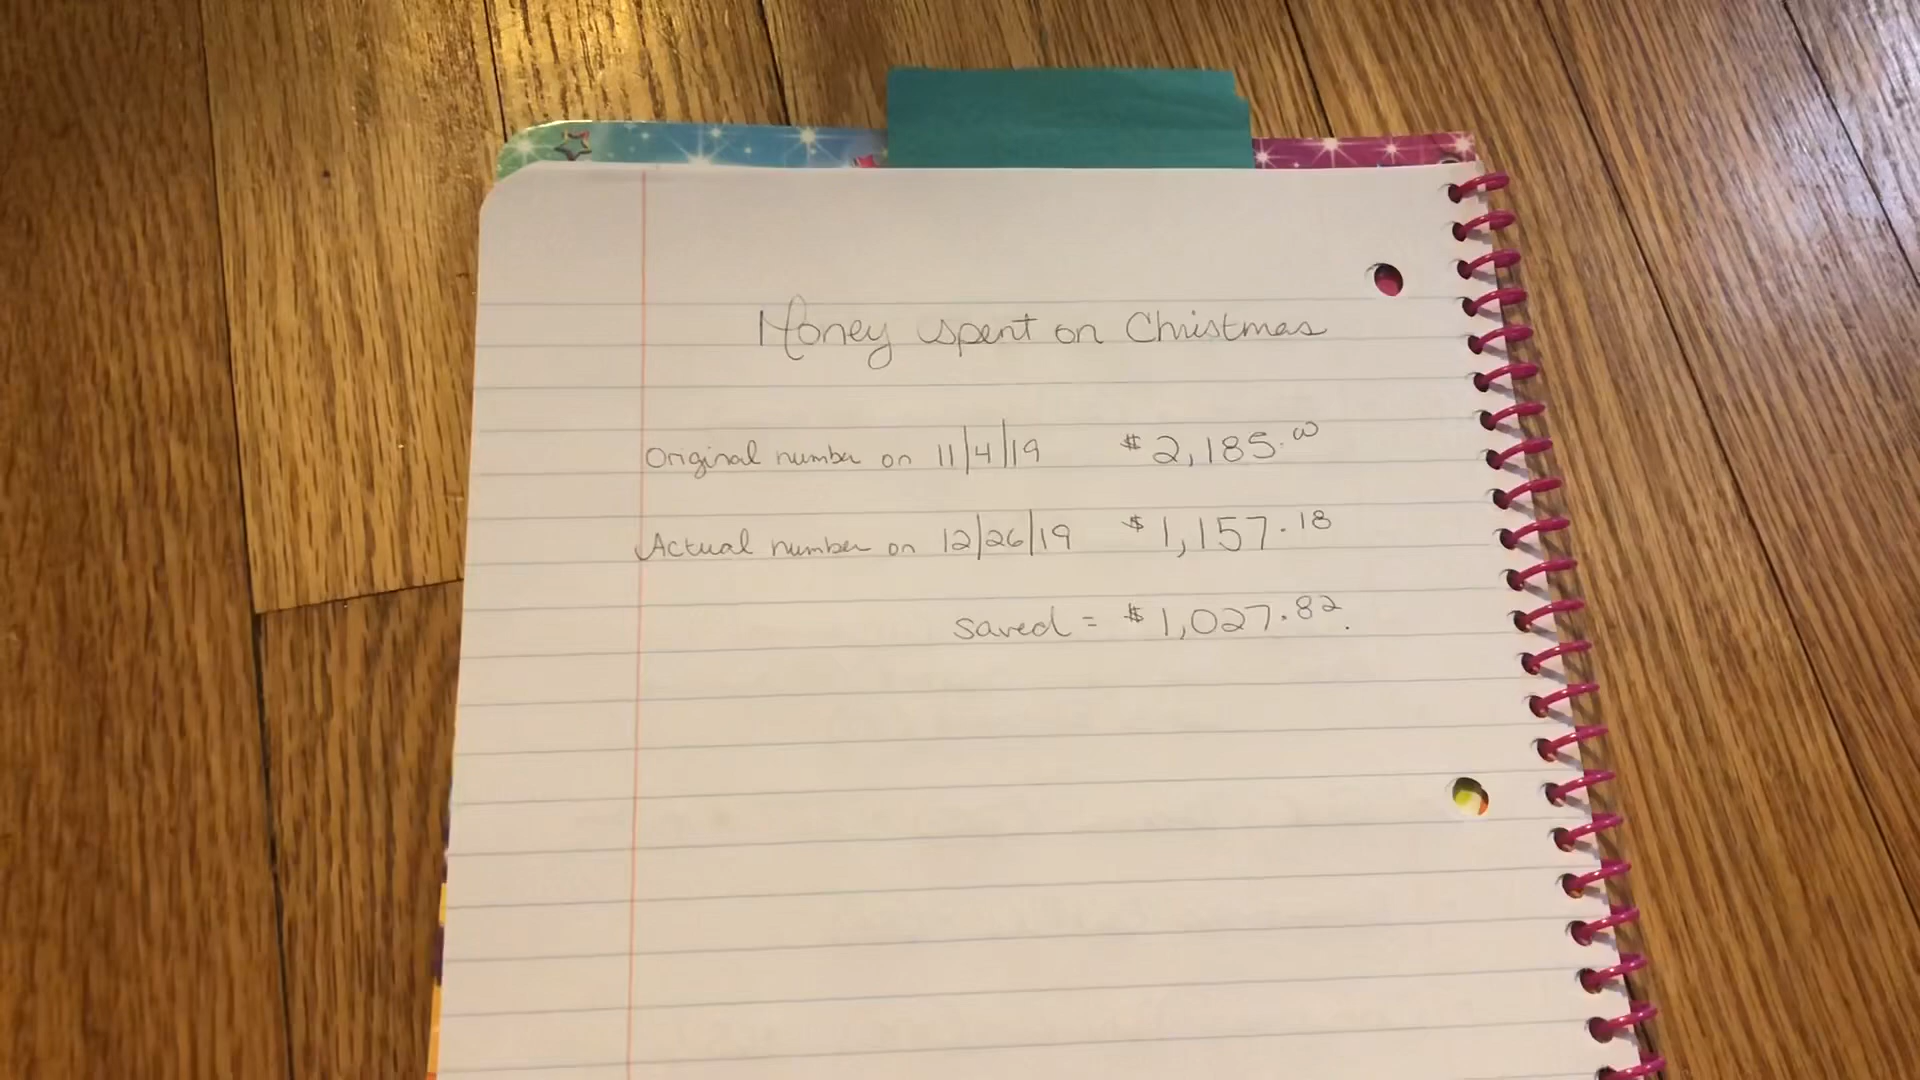 Money spent on Christmas
Original number on 11/4/19 $2,185.00
Actual number on 12/26/19 $1,157.18
saved = $1,027.82.